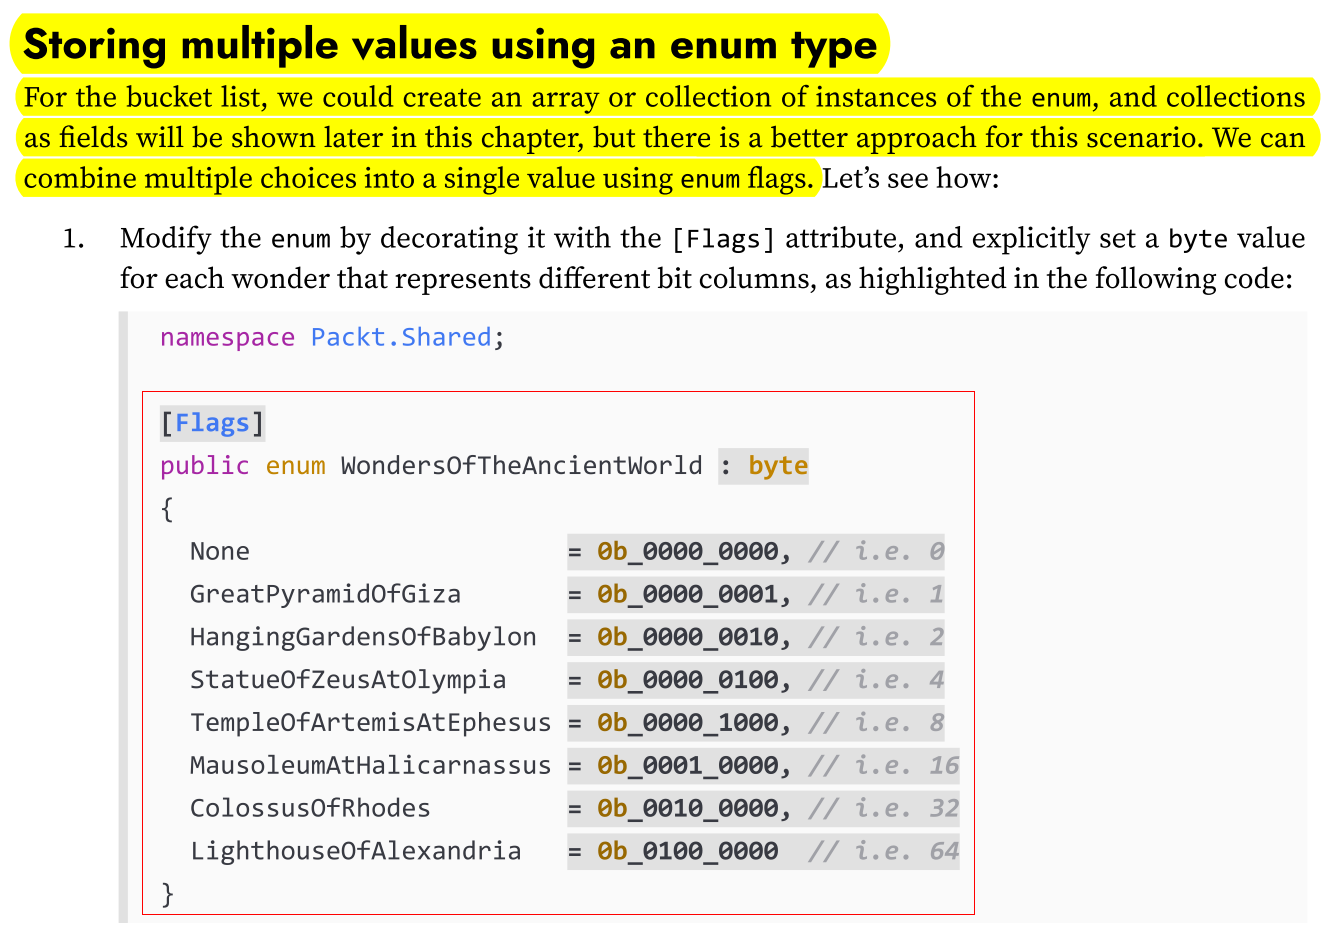 Storing multiple values using an enum type
For the bucket list, we could create an array or collection of instances of the enum, and collections
as fields will be shown later in this chapter, but there is a better approach for this scenario. We can
combine multiple choices into a single value using enum flags. Let’s see how:
1. Modify the enum by decorating it with the [Flags] attribute, and explicitly set a byte value
for each wonder that represents different bit columns, as highlighted in the following code:
namespace Packt.Shared;
[Flags]
public enum WondersOfTheAncientWorld : byte
{
None = 0b_0000_0000, // i.e. 0
GreatPyramidOfGiza = 0b_0000_0001, // i.e. 1
HangingGardensOfBabylon = 0b_0000_0010, // i.e. 2
StatueOfZeusAtOlympia = 0b_0000_0100, // i.e. 4
TempleOfArtemisAtEphesus = 0b_0000_1000, // i.e. 8
MausoleumAtHalicarnassus = 0b_0001_0000, // i.e. 16
ColossusOfRhodes = 0b_0010_0000, // i.e. 32
LighthouseOfAlexandria = 0b_0100_0000 // i.e. 64
}